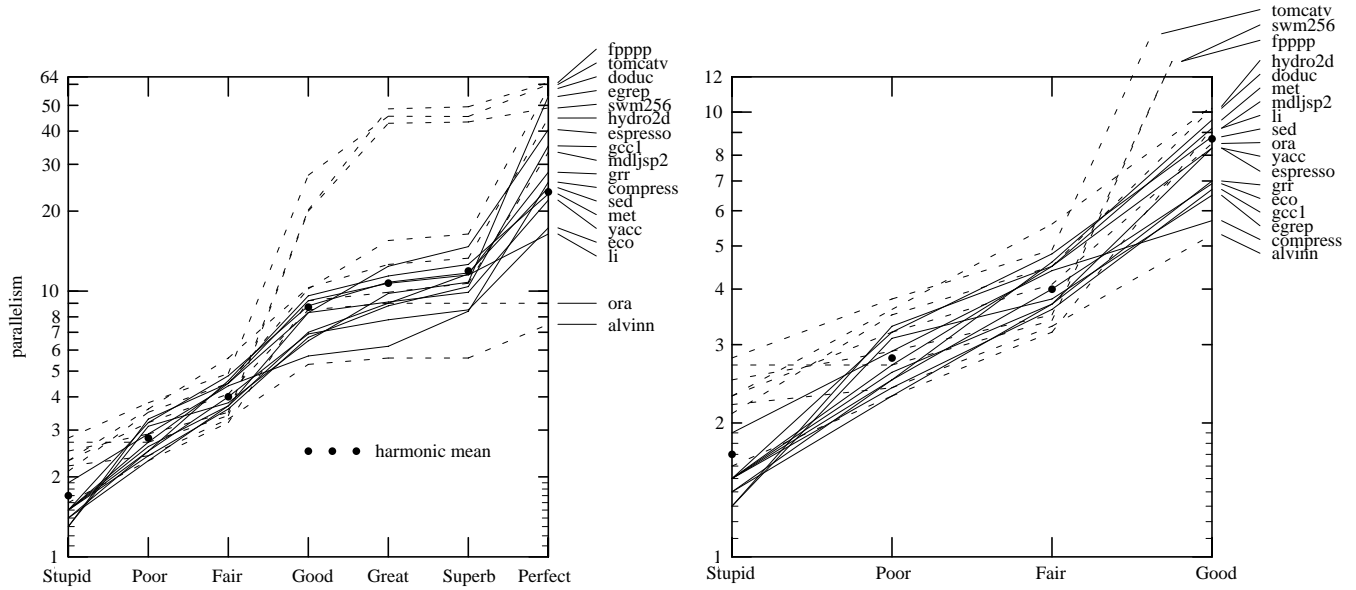 parallelism
64
50
40
30
20
10
8
7
6
5
4
3
2
1
Stupid
Poor
Fair
Good
Great
Superb
Perfect
harmonic mean
fpppp
tomcatv
doduc
egrep
swm256
hydro2d
espresso
gcc1
mdljsp2
grr
compress
sed
met
yacc
eco
li
ora
alvinn
12
10
8
7
6
5
4
3
2
1
Stupid
Poor
Fair
Good
tomcatv
swm256
fpppp
hydro2d
doduc
met
mdljsp2
li
sed
ora
yacc
espresso
grr
eco
gcc1
egrep
compress
alvinn